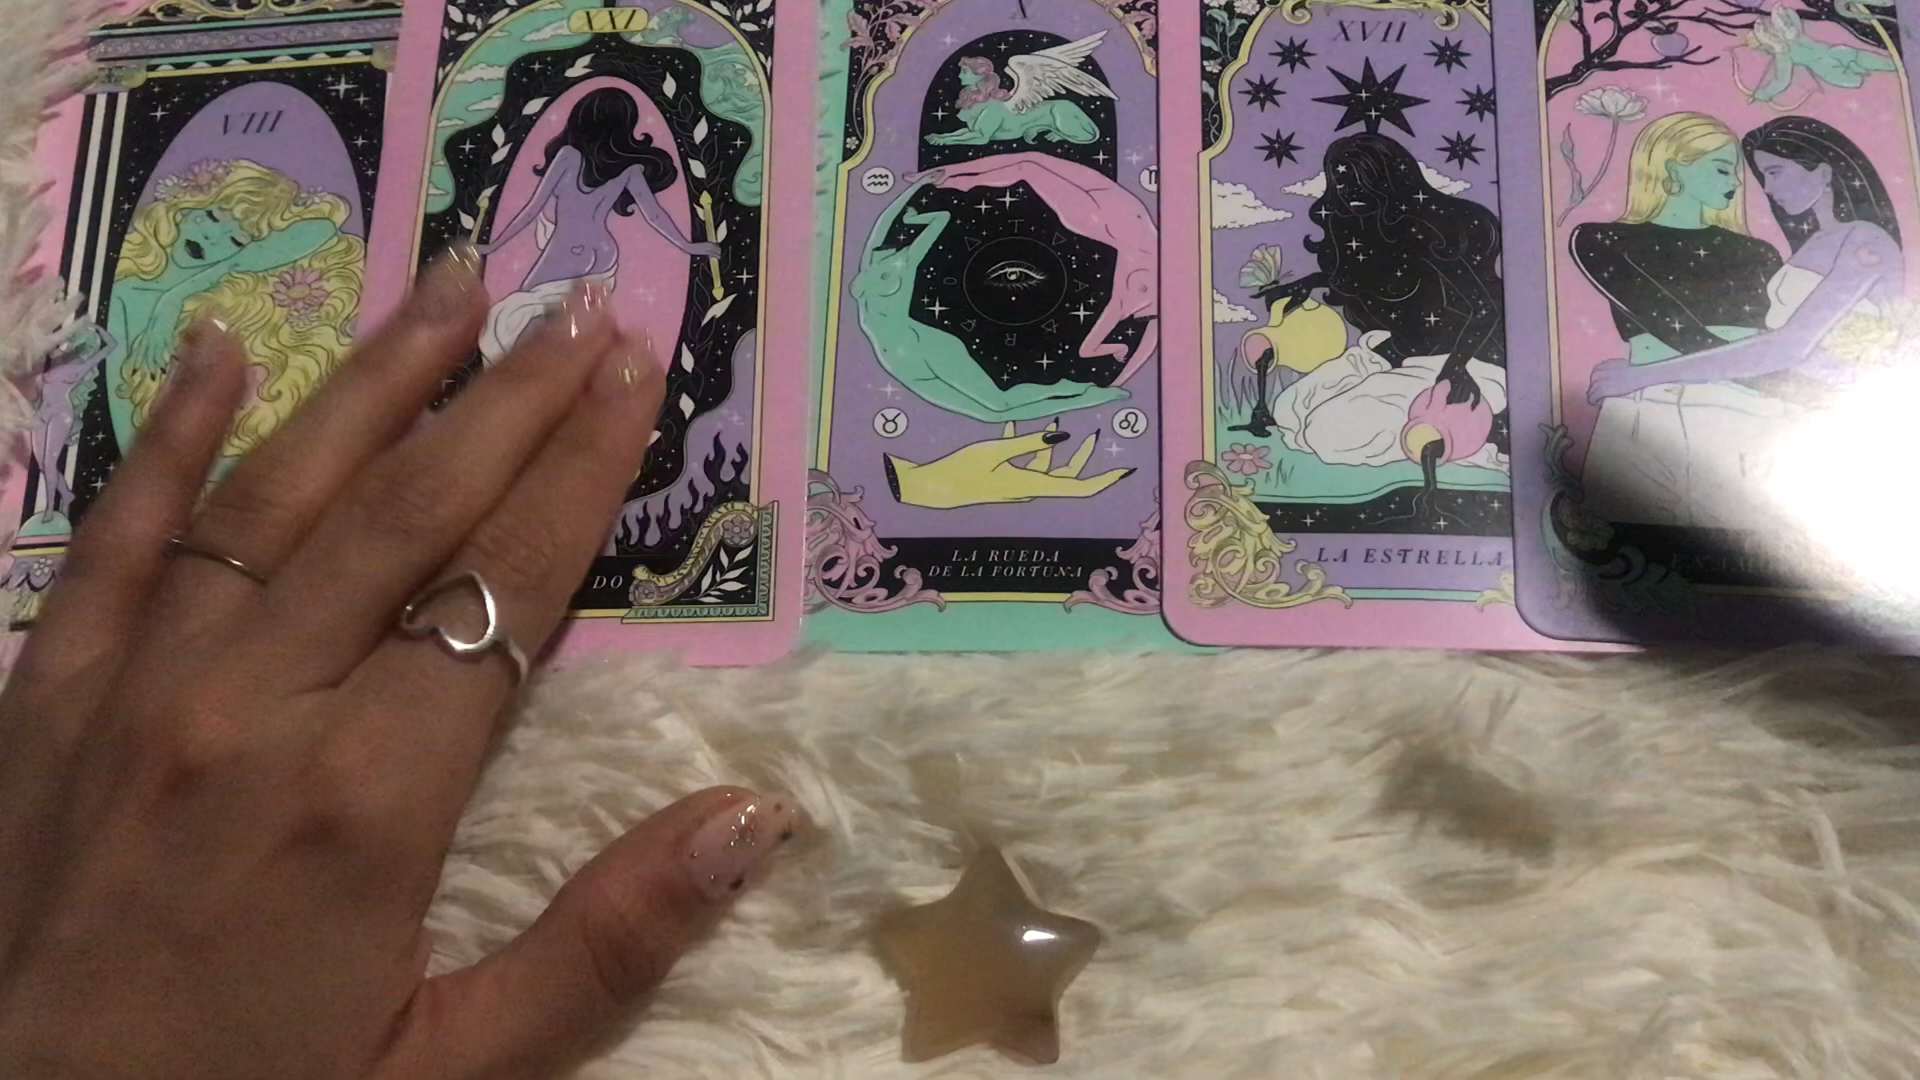 VIII
XXI
X
XVII
DO
LA RUEDA
DE LA FORTUNA
LA ESTRELLA